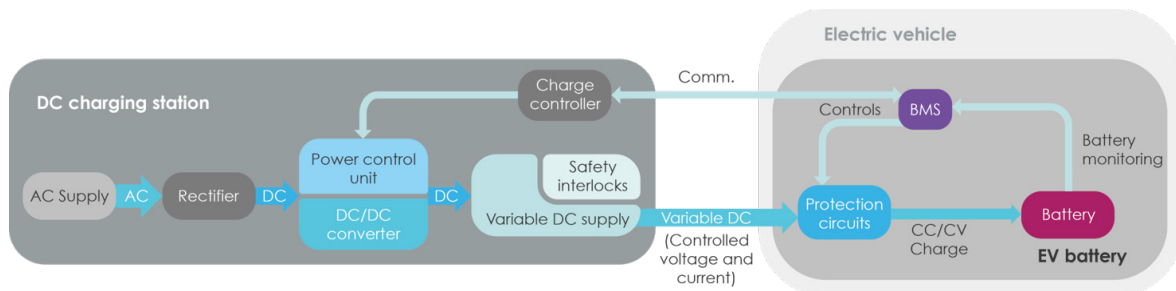 Electric vehicle
DC charging station
Charge
controller
Comm.
Controls
BMS
Battery
monitoring
Power control
unit
Safety
interlocks
AC Supply
AC
Rectifier
DC
DC/DC
converter
DC
Variable DC supply
Variable DC
(Controlled
voltage and
current)
Protection
circuits
CC/CV
Charge
Battery
EV battery